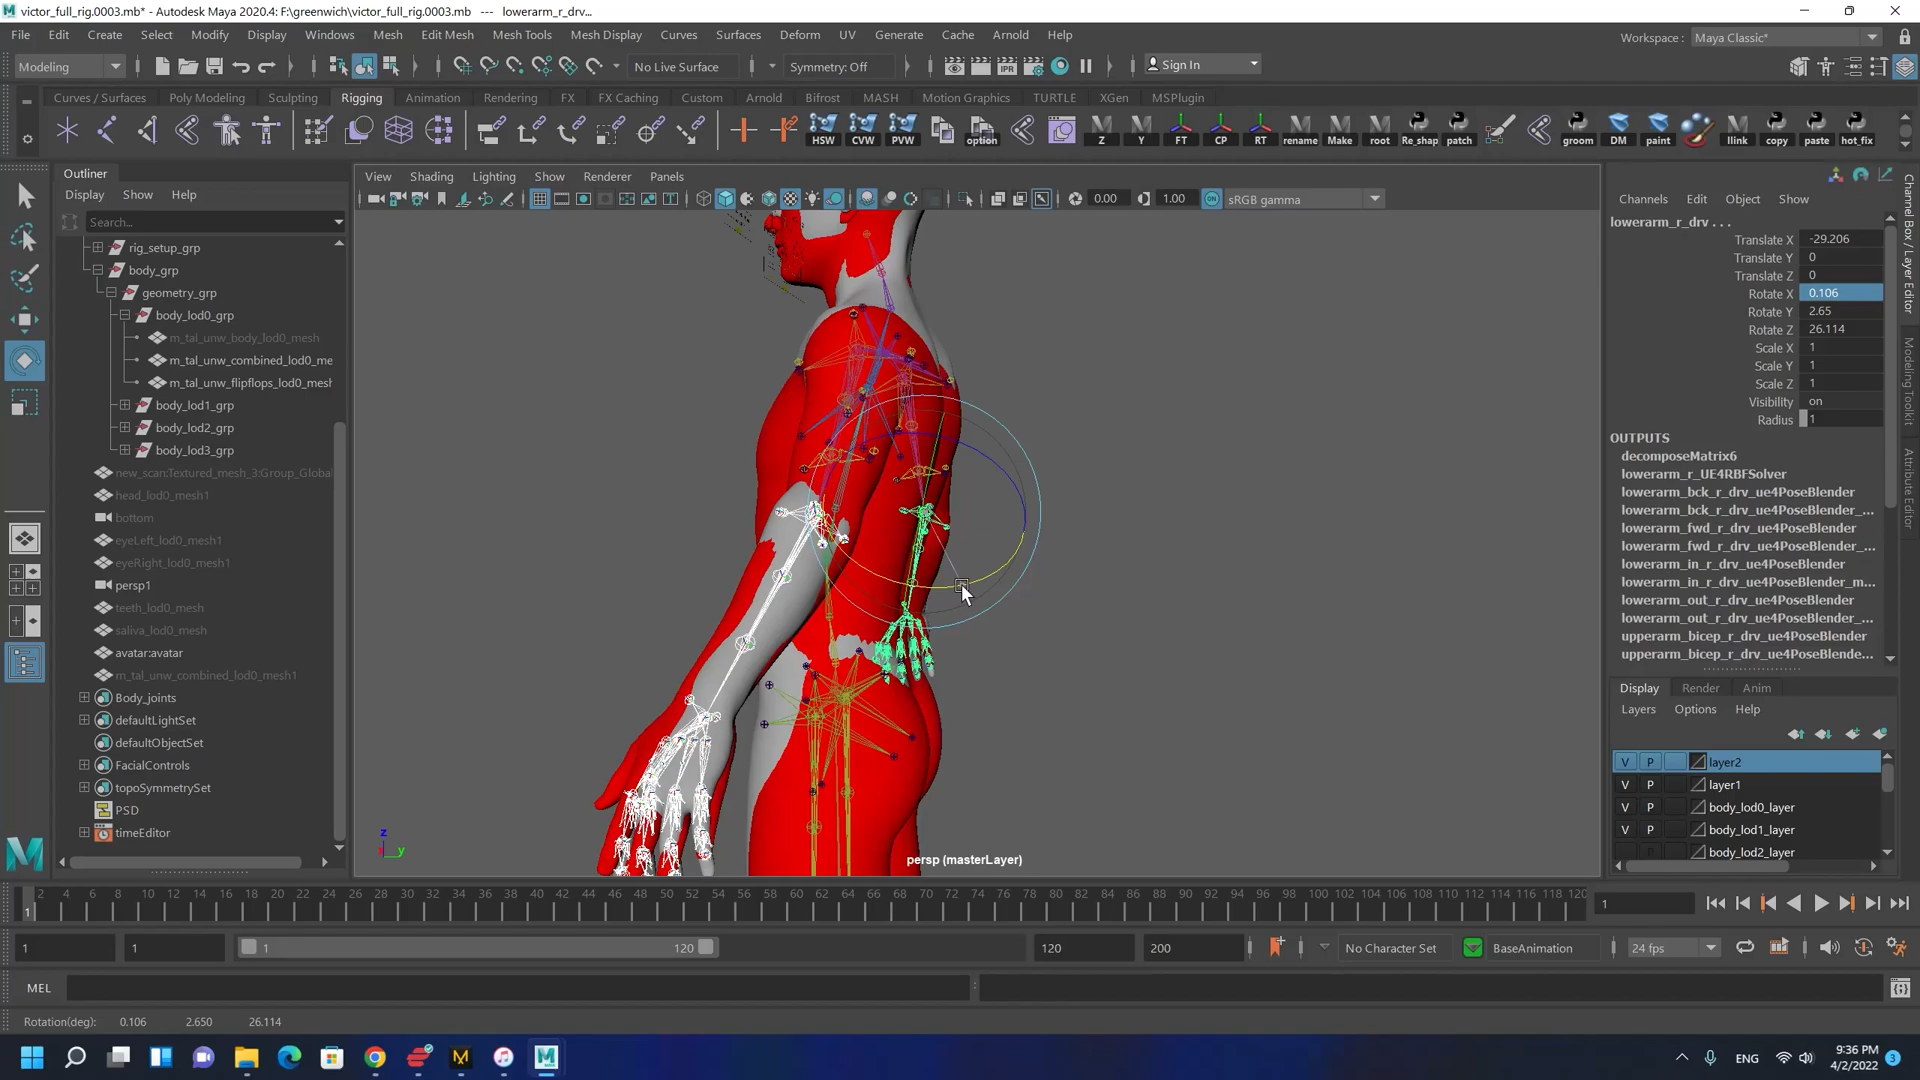 victor_full_rig.0003.mb* - Autodesk Maya 2020.4: F:\greenwich\victor_full_rig.0003.mb   ---   lowerarm_r_drv...
File Edit Create Select Modify Display Windows Mesh Edit Mesh Mesh Tools Mesh Display Curves Surfaces Deform UV Generate Cache Arnold Help
Workspace : Maya Classic*
Modeling No Live Surface Symmetry: Off IPR Sign In
Curves / Surfaces Poly Modeling Sculpting Rigging Animation Rendering FX FX Caching Custom Arnold Bifrost MASH Motion Graphics TURTLE XGen MSPlugin
HSW CVW PVW option Z Y FT CP RT rename Make root Re_shap patch groom DM paint llink copy paste hot_fix
Outliner
Display Show Help
Search...
rig_setup_grp
body_grp
geometry_grp
body_lod0_grp
m_tal_unw_body_lod0_mesh
m_tal_unw_combined_lod0_me
m_tal_unw_flipflops_lod0_mesh
body_lod1_grp
body_lod2_grp
body_lod3_grp
new_scan:Textured_mesh_3:Group_Global
head_lod0_mesh1
bottom
eyeLeft_lod0_mesh1
eyeRight_lod0_mesh1
persp1
teeth_lod0_mesh
saliva_lod0_mesh
avatar:avatar
m_tal_unw_combined_lod0_mesh1
Body_joints
defaultLightSet
defaultObjectSet
FacialControls
topoSymmetrySet
PSD
timeEditor
View Shading Lighting Show Renderer Panels
0.00 1.00 ON sRGB gamma
z
y
persp (masterLayer)
Channels Edit Object Show
lowerarm_r_drv . . .
Translate X -29.206
Translate Y 0
Translate Z 0
Rotate X 0.106
Rotate Y 2.65
Rotate Z 26.114
Scale X 1
Scale Y 1
Scale Z 1
Visibility on
Radius 1
OUTPUTS
decomposeMatrix6
lowerarm_r_UE4RBFSolver
lowerarm_bck_r_drv_ue4PoseBlender
lowerarm_bck_r_drv_ue4PoseBlender_...
lowerarm_fwd_r_drv_ue4PoseBlender
lowerarm_fwd_r_drv_ue4PoseBlender_...
lowerarm_in_r_drv_ue4PoseBlender
lowerarm_in_r_drv_ue4PoseBlender_m...
lowerarm_out_r_drv_ue4PoseBlender
lowerarm_out_r_drv_ue4PoseBlender_...
upperarm_bicep_r_drv_ue4PoseBlender
upperarm_bicep_r_drv_ue4PoseBlende...
Display Render Anim
Layers Options Help
V P layer2
V P layer1
V P body_lod0_layer
V P body_lod1_layer
body_lod2_layer
Channel Box / Layer Editor
Modeling Toolkit
Attribute Editor
2 4 6 8 10 12 14 16 18 20 22 24 26 28 30 32 34 36 38 40 42 44 46 48 50 52 54 56 58 60 62 64 66 68 70 72 74 76 78 80 82 84 86 88 90 92 94 96 98 100 102 104 106 108 110 112 114 116 118 120
1 1
1 1 1 120 120 200 No Character Set BaseAnimation 24 fps
MEL
Rotation(deg): 0.106 2.650 26.114
ENG
9:36 PM
4/2/2022
3